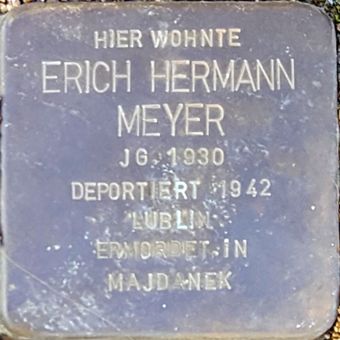 HIER WOHNTE
ERICH HERMANN
MEYER
JG. 1930
DEPORTIERT 1942
LUBLIN
ERMORDET IN
MAJDANEK